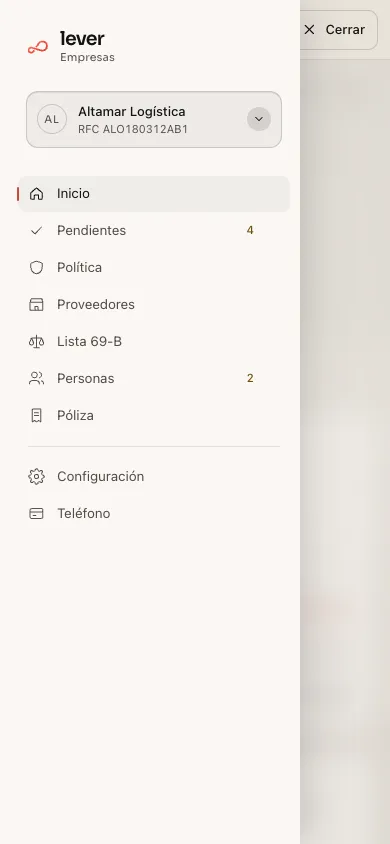 lever
Empresas
Cerrar
AL
Altamar Logística
RFC ALO180312AB1
Inicio
Pendientes 4
Política
Proveedores
Lista 69-B
Personas 2
Póliza
Configuración
Teléfono